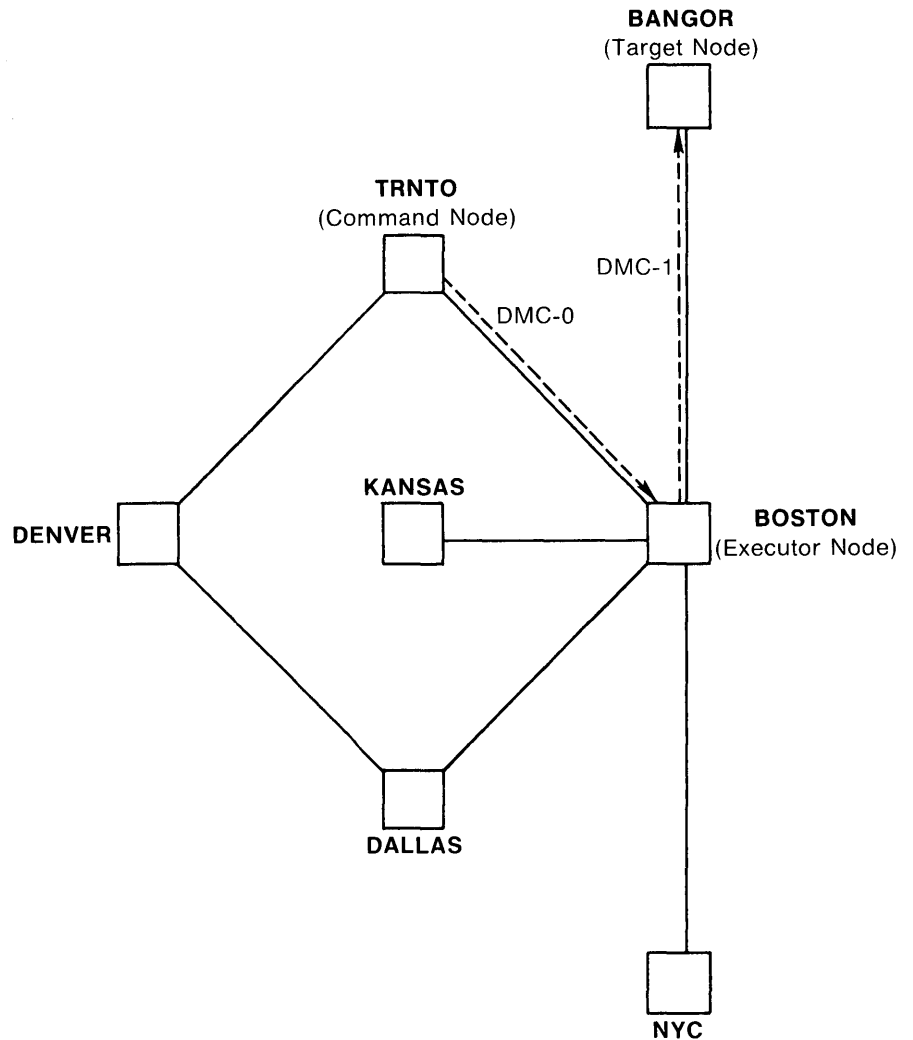 BANGOR
(Target Node)
TRNTO
(Command Node)
DMC-1
DMC-0
KANSAS
DENVER
BOSTON
(Executor Node)
DALLAS
NYC